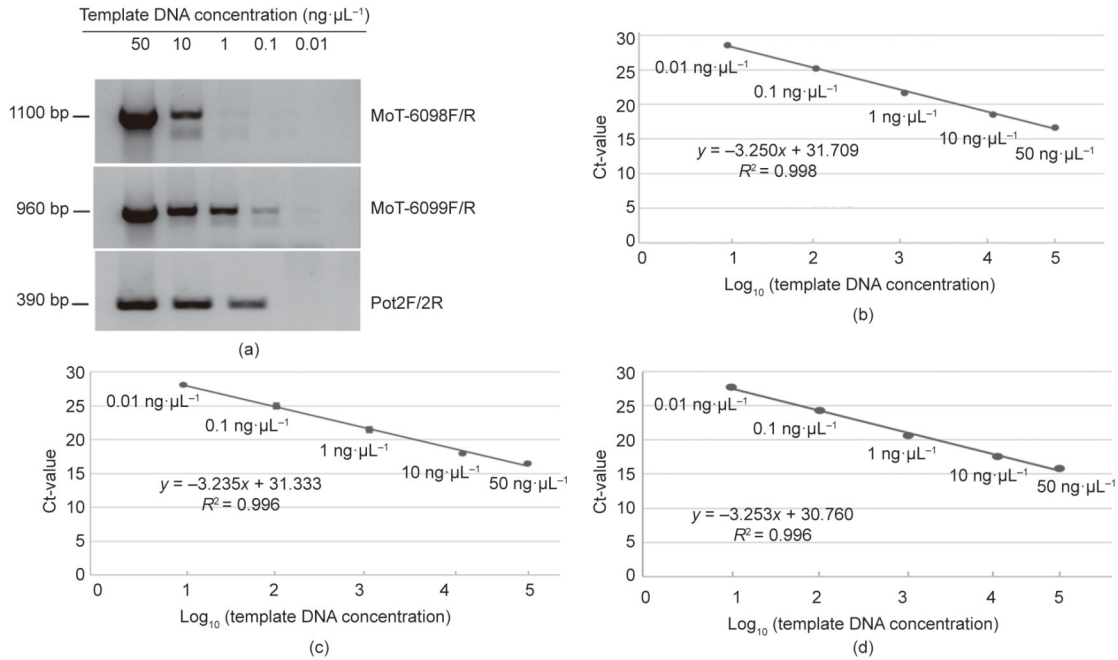 Template DNA concentration (ng·μL⁻¹)
50 10 1 0.1 0.01
1100 bp
MoT-6098F/R
960 bp
MoT-6099F/R
390 bp
Pot2F/2R
(a)
30
25
20
15
10
5
0
Ct-value
0.01 ng·μL⁻¹
0.1 ng·μL⁻¹
1 ng·μL⁻¹
10 ng·μL⁻¹
50 ng·μL⁻¹
y = –3.250x + 31.709
R² = 0.998
0 1 2 3 4 5
Log₁₀ (template DNA concentration)
(b)
30
25
20
15
10
5
0
Ct-value
0.01 ng·μL⁻¹
0.1 ng·μL⁻¹
1 ng·μL⁻¹
10 ng·μL⁻¹
50 ng·μL⁻¹
y = –3.235x + 31.333
R² = 0.996
0 1 2 3 4 5
Log₁₀ (template DNA concentration)
(c)
30
25
20
15
10
5
0
Ct-value
0.01 ng·μL⁻¹
0.1 ng·μL⁻¹
1 ng·μL⁻¹
10 ng·μL⁻¹
50 ng·μL⁻¹
y = –3.253x + 30.760
R² = 0.996
0 1 2 3 4 5
Log₁₀ (template DNA concentration)
(d)